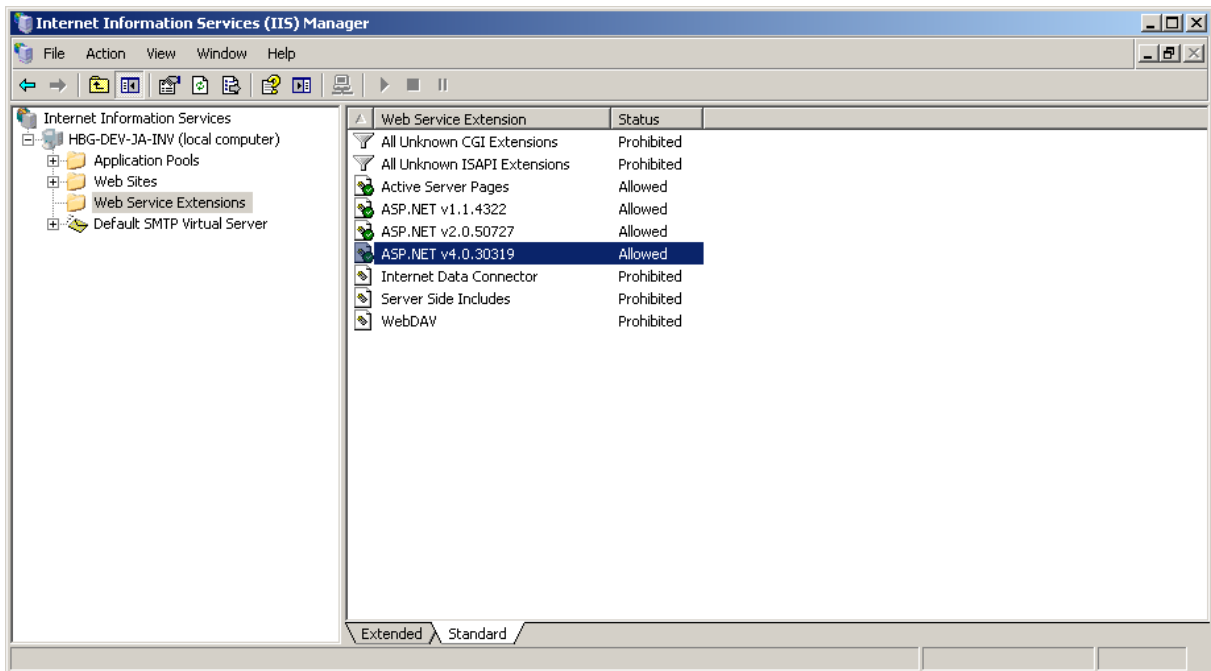 Internet Information Services (IIS) Manager
File Action View Window Help
Internet Information Services
HBG-DEV-JA-INV (local computer)
Application Pools
Web Sites
Web Service Extensions
Default SMTP Virtual Server
Web Service Extension Status
All Unknown CGI Extensions Prohibited
All Unknown ISAPI Extensions Prohibited
Active Server Pages Allowed
ASP.NET v1.1.4322 Allowed
ASP.NET v2.0.50727 Allowed
ASP.NET v4.0.30319 Allowed
Internet Data Connector Prohibited
Server Side Includes Prohibited
WebDAV Prohibited
Extended Standard